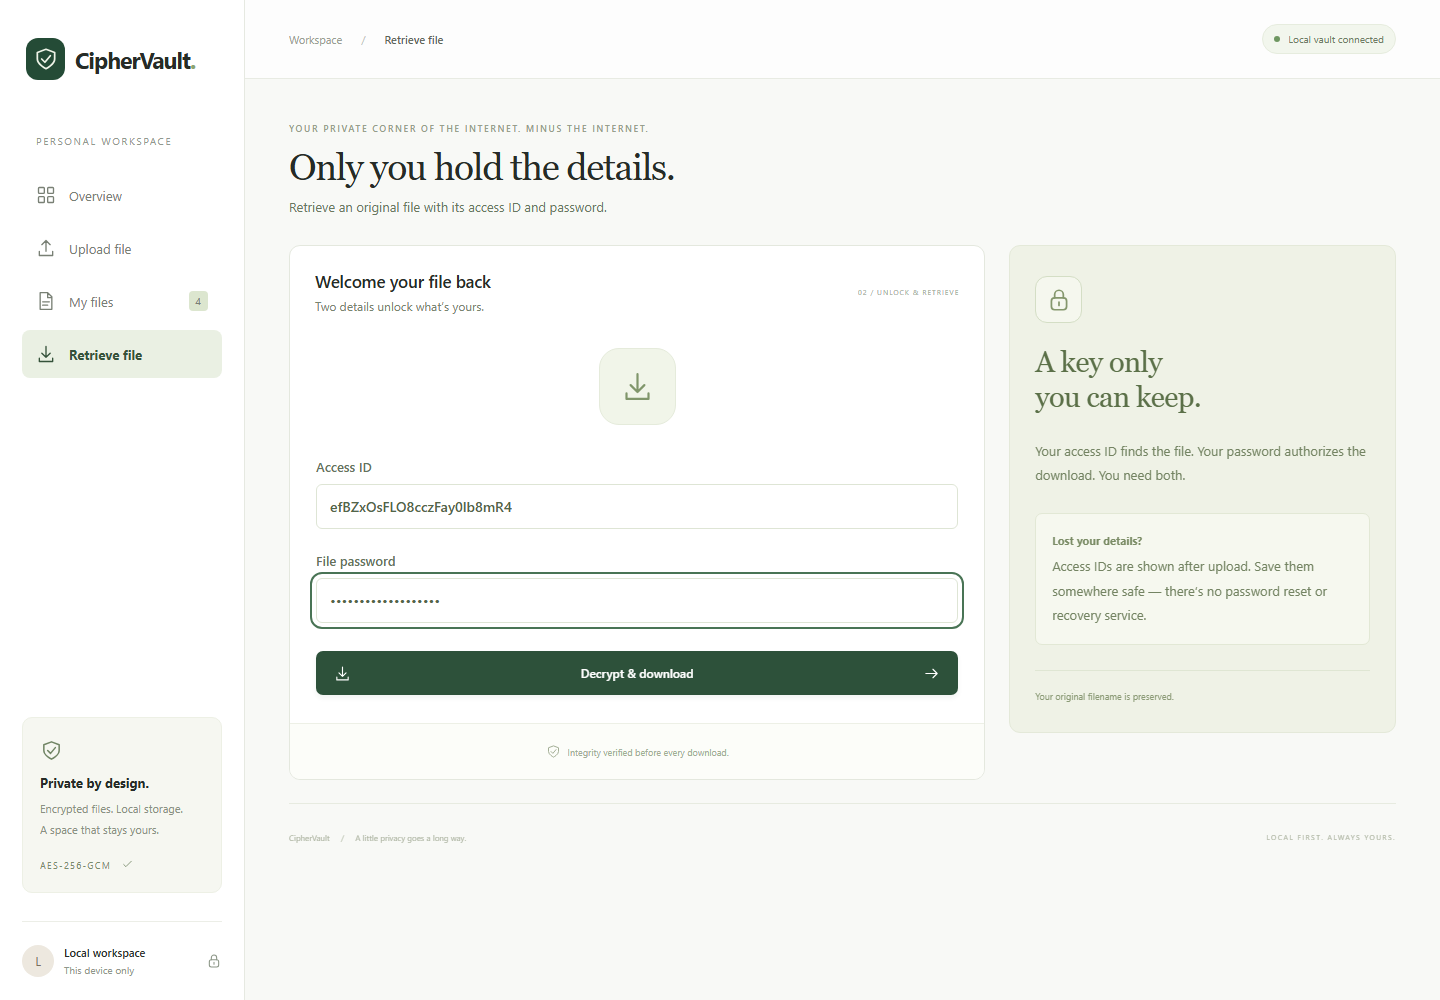 CipherVault.
PERSONAL WORKSPACE
Overview
Upload file
My files 4
Retrieve file
Private by design.
Encrypted files. Local storage.
A space that stays yours.
AES-256-GCM
L
Local workspace
This device only
Workspace / Retrieve file
Local vault connected
YOUR PRIVATE CORNER OF THE INTERNET. MINUS THE INTERNET.
Only you hold the details.
Retrieve an original file with its access ID and password.
Welcome your file back
Two details unlock what's yours.
02 / UNLOCK & RETRIEVE
Access ID
efBZxOsFLO8cczFay0lb8mR4
File password
••••••••••••••••••
Decrypt & download
Integrity verified before every download.
A key only
you can keep.
Your access ID finds the file. Your password authorizes the
download. You need both.
Lost your details?
Access IDs are shown after upload. Save them
somewhere safe — there's no password reset or
recovery service.
Your original filename is preserved.
CipherVault / A little privacy goes a long way.
LOCAL FIRST. ALWAYS YOURS.